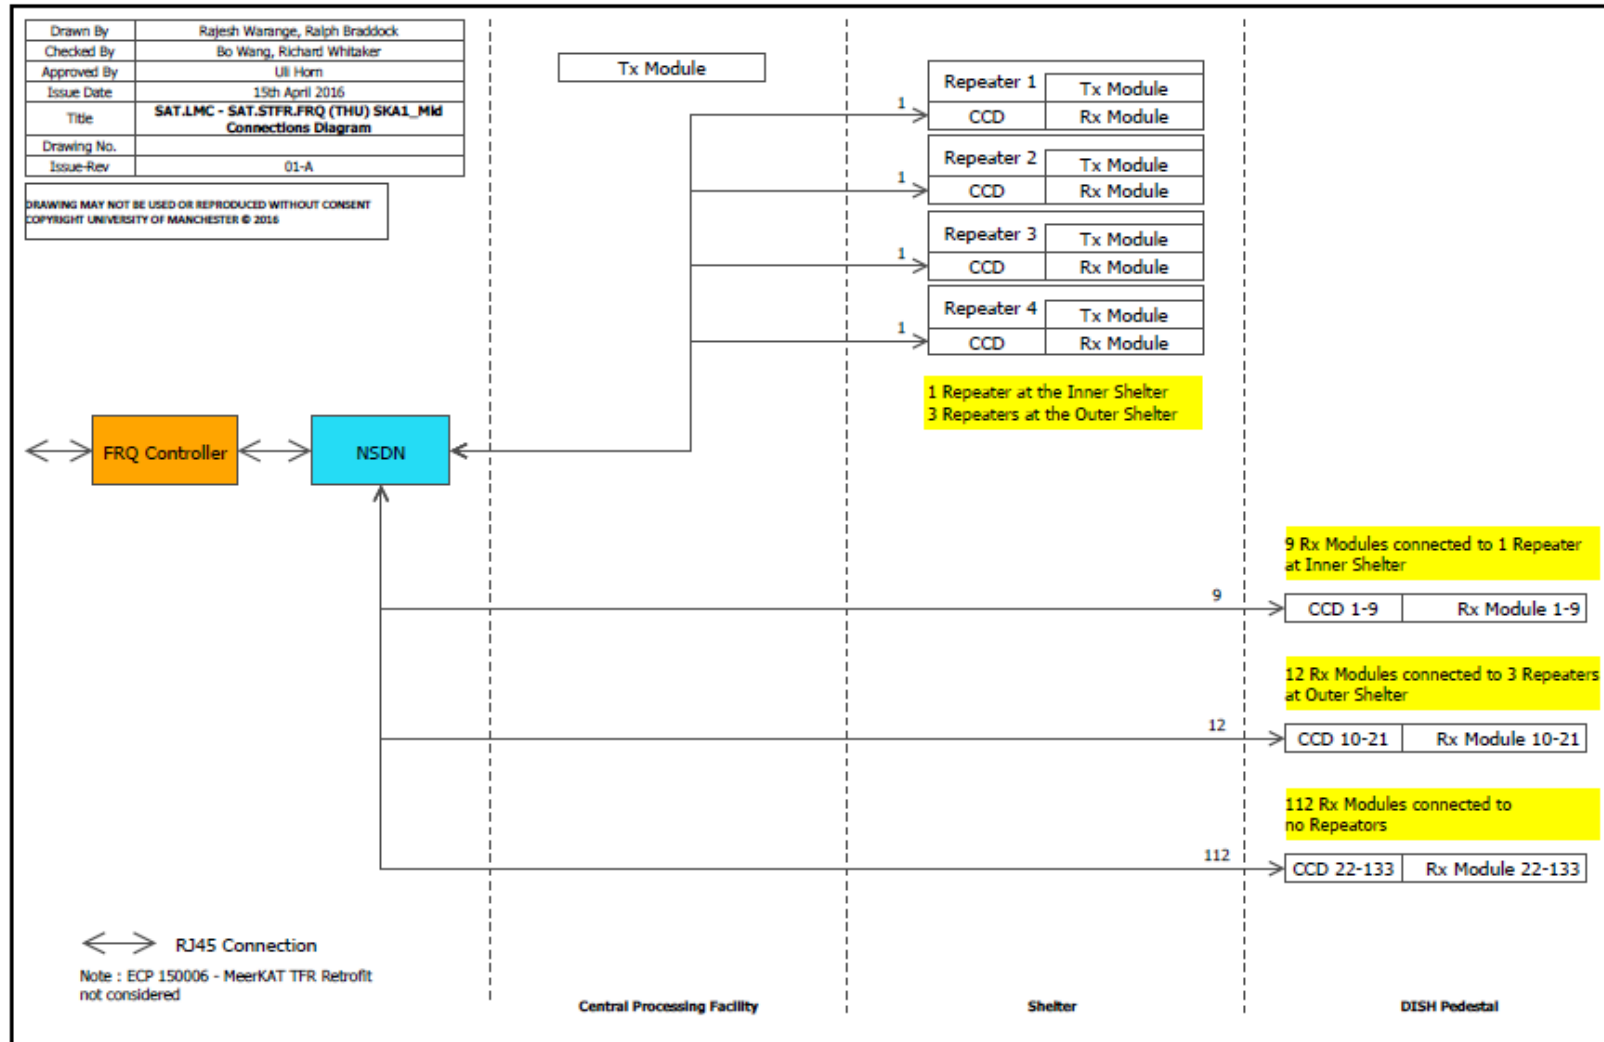 Drawn By Rajesh Warange, Ralph Braddock
Checked By Bo Wang, Richard Whitaker
Approved By Uli Horn
Issue Date 15th April 2016
Title SAT.LMC - SAT.STFR.FRQ (THU) SKA1_Mid
Connections Diagram
Drawing No.
Issue-Rev 01-A
DRAWING MAY NOT BE USED OR REPRODUCED WITHOUT CONSENT
COPYRIGHT UNIVERSITY OF MANCHESTER © 2016
Tx Module
1
Repeater 1
Tx Module
CCD Rx Module
1
Repeater 2
Tx Module
CCD Rx Module
1
Repeater 3
Tx Module
CCD Rx Module
1
Repeater 4
Tx Module
CCD Rx Module
1 Repeater at the Inner Shelter
3 Repeaters at the Outer Shelter
FRQ Controller
NSDN
9 Rx Modules connected to 1 Repeater
at Inner Shelter
9
CCD 1-9 Rx Module 1-9
12 Rx Modules connected to 3 Repeaters
at Outer Shelter
12
CCD 10-21 Rx Module 10-21
112 Rx Modules connected to
no Repeators
112
CCD 22-133 Rx Module 22-133
RJ45 Connection
Note : ECP 150006 - MeerKAT TFR Retrofit
not considered
Central Processing Facility
Shelter
DISH Pedestal